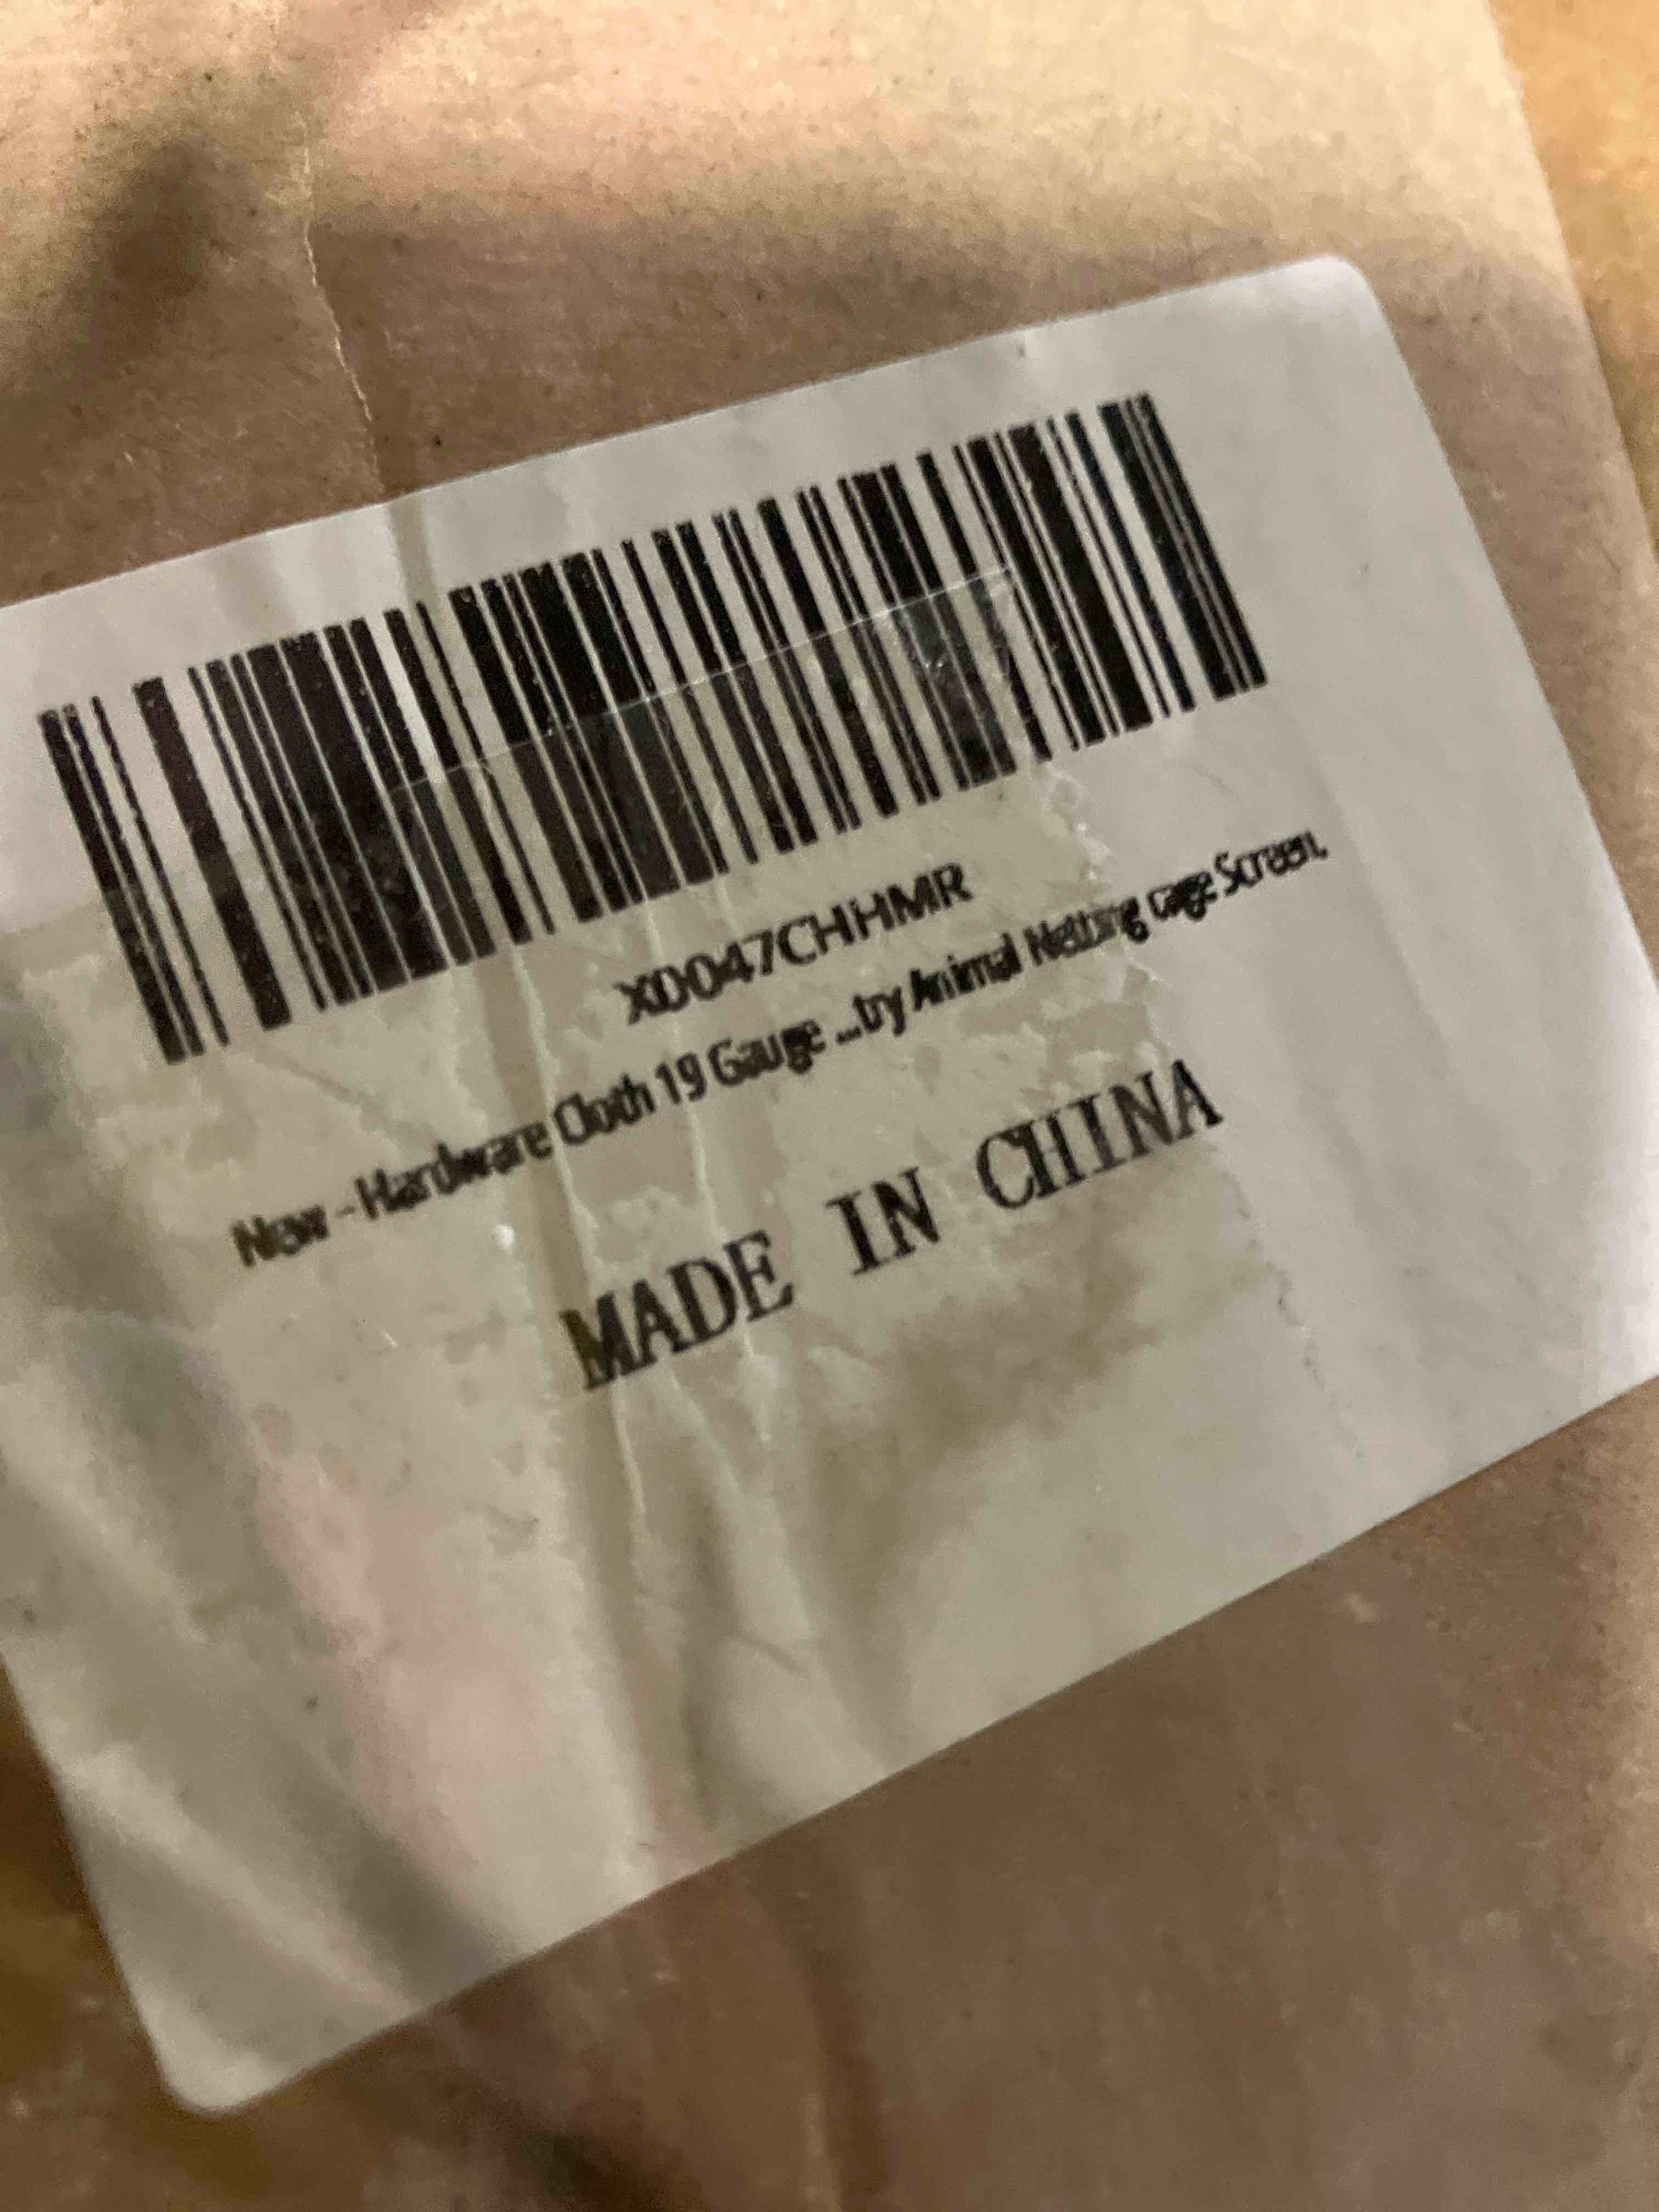 X0047CHHMR
New - Hardware Cloth 19 Gauge ...try Animal Netting cage Screen,
MADE IN CHINA